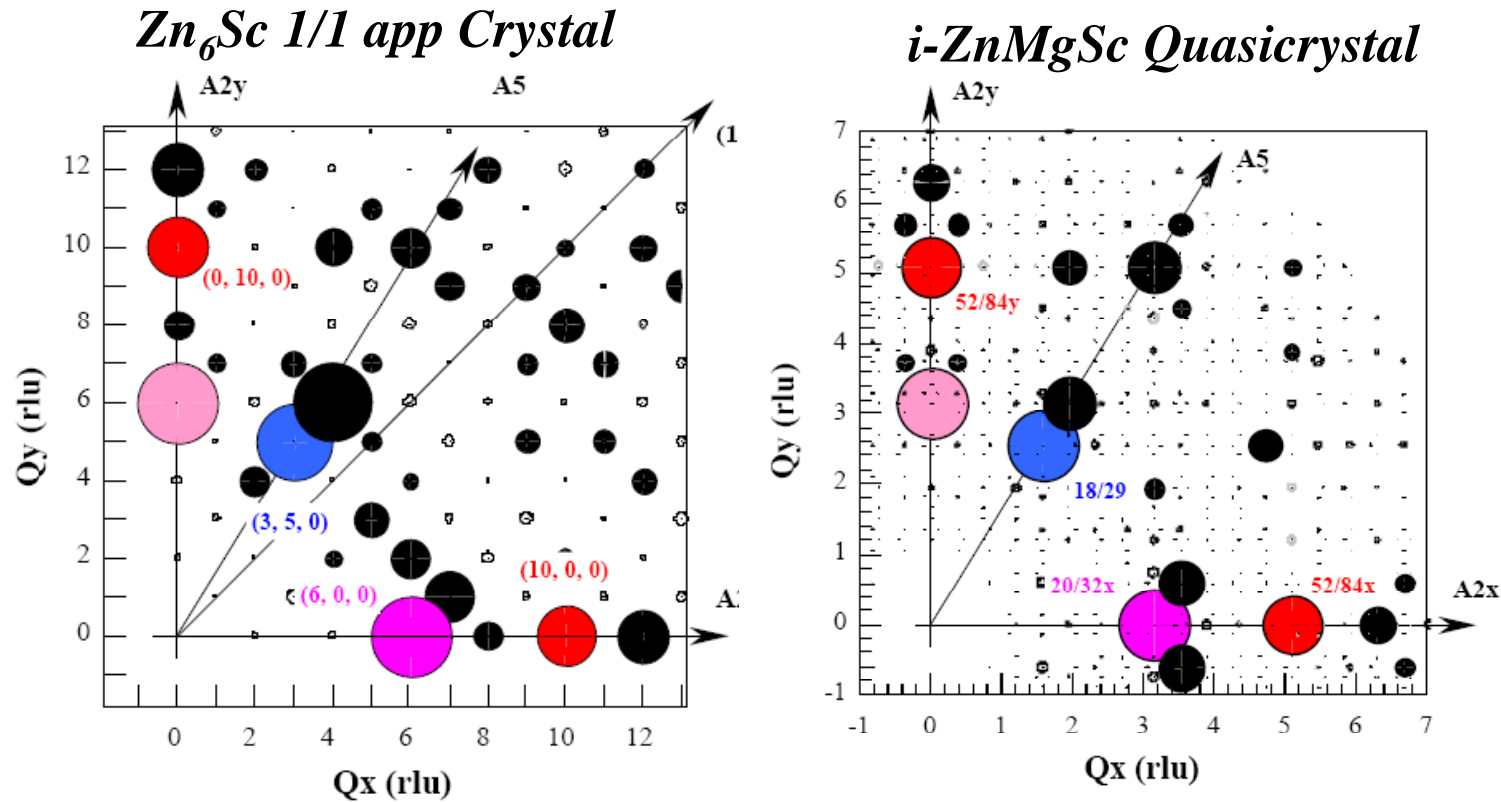 Zn6Sc 1/1 app Crystal
A2y
A5
(1
12
10
8
6
4
2
0
(0, 10, 0)
(3, 5, 0)
(6, 0, 0)
(10, 0, 0)
A2
Qy (rlu)
0 2 4 6 8 10 12
Qx (rlu)
i-ZnMgSc Quasicrystal
A2y
A5
7
6
5
4
3
2
1
0
-1
52/84y
18/29
20/32x
52/84x
A2x
Qy (rlu)
-1 0 1 2 3 4 5 6 7
Qx (rlu)